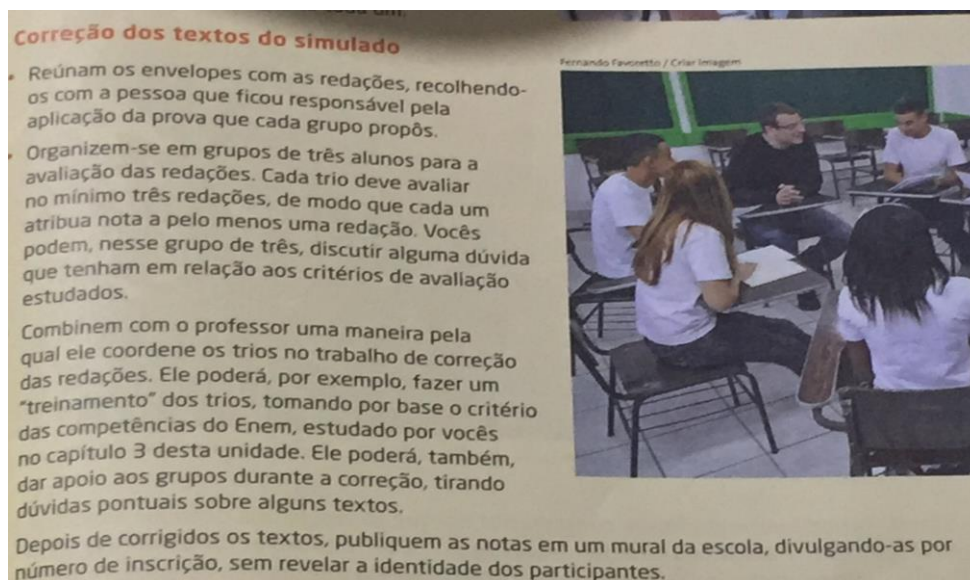 Correção dos textos do simulado
Fernando Favoretto / Criar Imagem
• Reúnam os envelopes com as redações, recolhendo-
os com a pessoa que ficou responsável pela
aplicação da prova que cada grupo propôs.
• Organizem-se em grupos de três alunos para a
avaliação das redações. Cada trio deve avaliar
no mínimo três redações, de modo que cada um
atribua nota a pelo menos uma redação. Vocês
podem, nesse grupo de três, discutir alguma dúvida
que tenham em relação aos critérios de avaliação
estudados.
Combinem com o professor uma maneira pela
qual ele coordene os trios no trabalho de correção
das redações. Ele poderá, por exemplo, fazer um
"treinamento" dos trios, tomando por base o critério
das competências do Enem, estudado por vocês
no capítulo 3 desta unidade. Ele poderá, também,
dar apoio aos grupos durante a correção, tirando
dúvidas pontuais sobre alguns textos.
Depois de corrigidos os textos, publiquem as notas em um mural da escola, divulgando-as por
número de inscrição, sem revelar a identidade dos participantes.